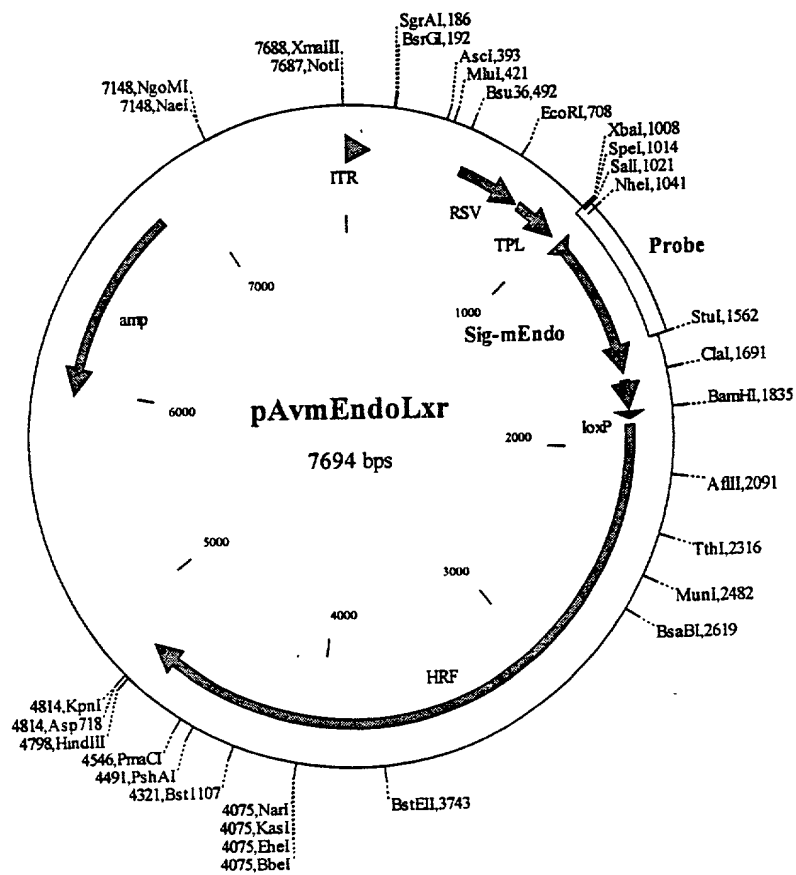 SgrAI,186
BsrGI,192
7688,XmaIII
7687,NotI
AscI,393
MluI,421
Bsu36,492
7148,NgoMI
7148,NaeI
EcoRI,708
XbaI,1008
SpeI,1014
SalI,1021
NheI,1041
ITR
RSV
TPL
Probe
7000
1000
amp
Sig-mEndo
StuI,1562
ClaI,1691
6000
pAvmEndoLxr
BamHI,1835
loxP
7694 bps
2000
AflII,2091
TthI,2316
5000
3000
MunI,2482
4000
BsaBI,2619
HRF
4814,KpnI
4814,Asp718
4798,HindIII
4546,PmaCI
4491,PshAI
4321,Bst1107
BstEII,3743
4075,NarI
4075,KasI
4075,EheI
4075,BbeI